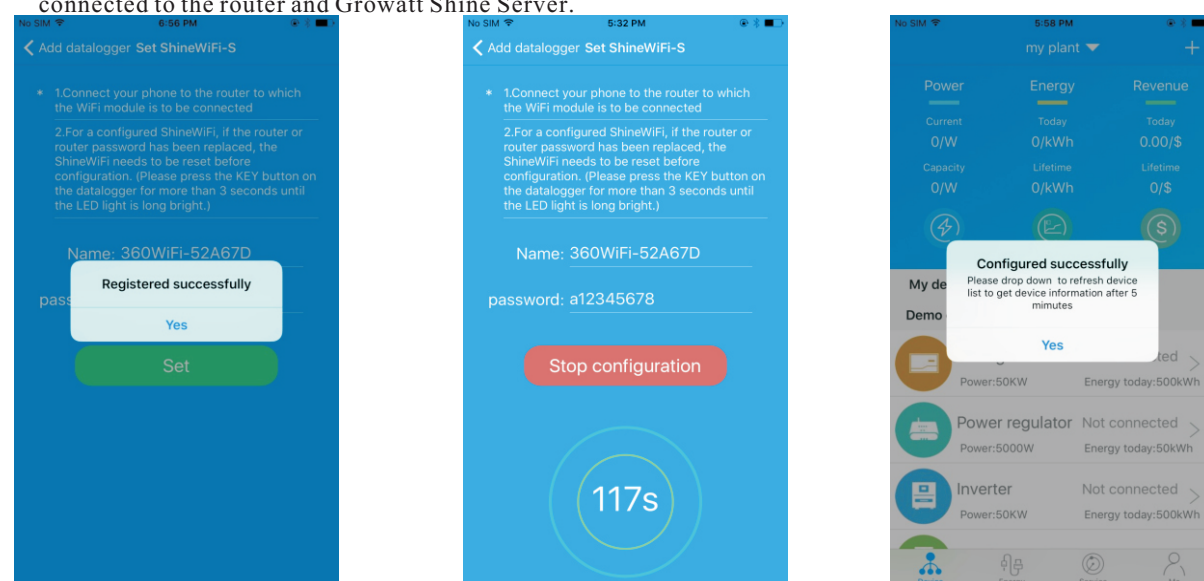 connected to the router and Growatt Shine Server.
No SIM 6:56 PM
Add datalogger Set ShineWiFi-S
* 1.Connect your phone to the router to which
the WiFi module is to be connected
2.For a configured ShineWiFi, if the router or
router password has been replaced, the
ShineWiFi needs to be reset before
configuration. (Please press the KEY button on
the datalogger for more than 3 seconds until
the LED light is long bright.)
Name: 360WiFi-52A67D
Registered successfully
pass
Yes
Set
No SIM 5:32 PM
Add datalogger Set ShineWiFi-S
* 1.Connect your phone to the router to which
the WiFi module is to be connected
2.For a configured ShineWiFi, if the router or
router password has been replaced, the
ShineWiFi needs to be reset before
configuration. (Please press the KEY button on
the datalogger for more than 3 seconds until
the LED light is long bright.)
Name: 360WiFi-52A67D
password: a12345678
Stop configuration
117s
No SIM 5:58 PM
my plant +
Power Energy Revenue
Current Today Today
0/W 0/kWh 0.00/$
Capacity Lifetime Lifetime
0/W 0/kWh 0/$
$
Configured successfully
My de
Please drop down to refresh device
list to get device information after 5
mimutes
Demo
Yes
ted
Power:50KW Energy today:500kWh
Power regulator Not connected
Power:5000W Energy today:50kWh
Inverter Not connected
Power:50KW Energy today:500kWh